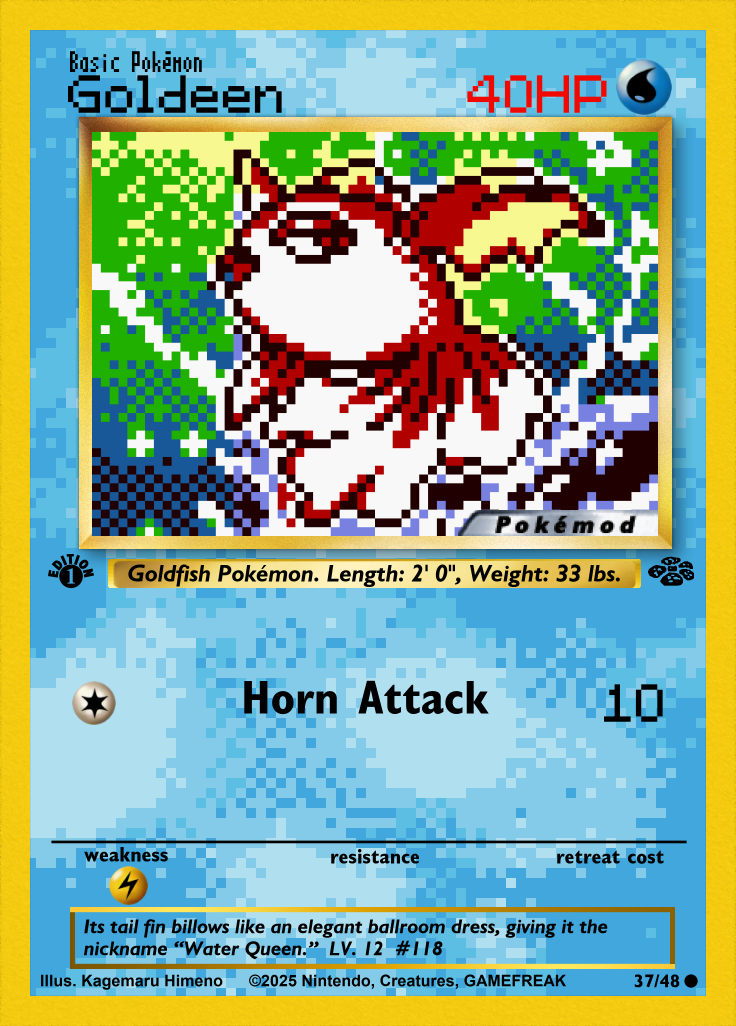 Basic Pokémon
Goldeen 40HP
Pokémod
EDITION
1
Goldfish Pokémon. Length: 2' 0", Weight: 33 lbs.
Horn Attack 10
weakness resistance retreat cost
Its tail fin billows like an elegant ballroom dress, giving it the
nickname “Water Queen.” LV. 12 #118
Illus. Kagemaru Himeno ©2025 Nintendo, Creatures, GAMEFREAK 37/48